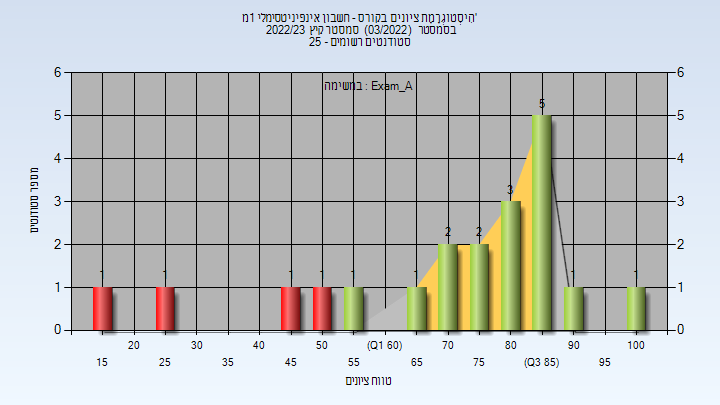 היסטוגרמת ציונים בקורס - חשבון אינפיניטסימלי 1מ'
בסמסטר (03/2022) סמסטר קיץ 2022/23
סטודנטים רשומים - 25
במשימה : Exam_A
מספר סטודנטים
6 6
5 5
4 4
3 3
2 2
1 1
0 0
1 1 1 1 1 1 2 2 3 5 1 1
20 30 40 50 (Q1 60) 70 80 90 100
15 25 35 45 55 65 75 (Q3 85) 95
טווח ציונים